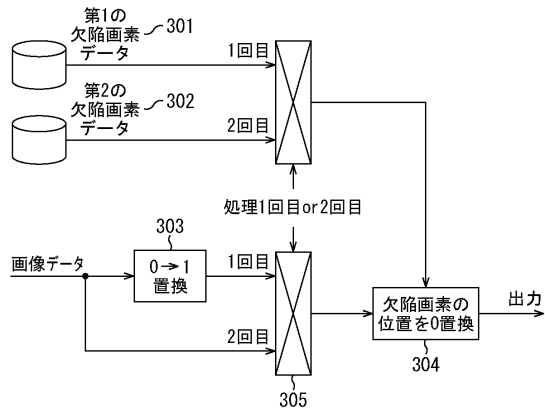 第1の
欠陥画素
データ
301
1回目
第2の
欠陥画素
データ
302
2回目
処理1回目or2回目
303
画像データ
0→1
置換
1回目
2回目
305
欠陥画素の
位置を0置換
304
出力